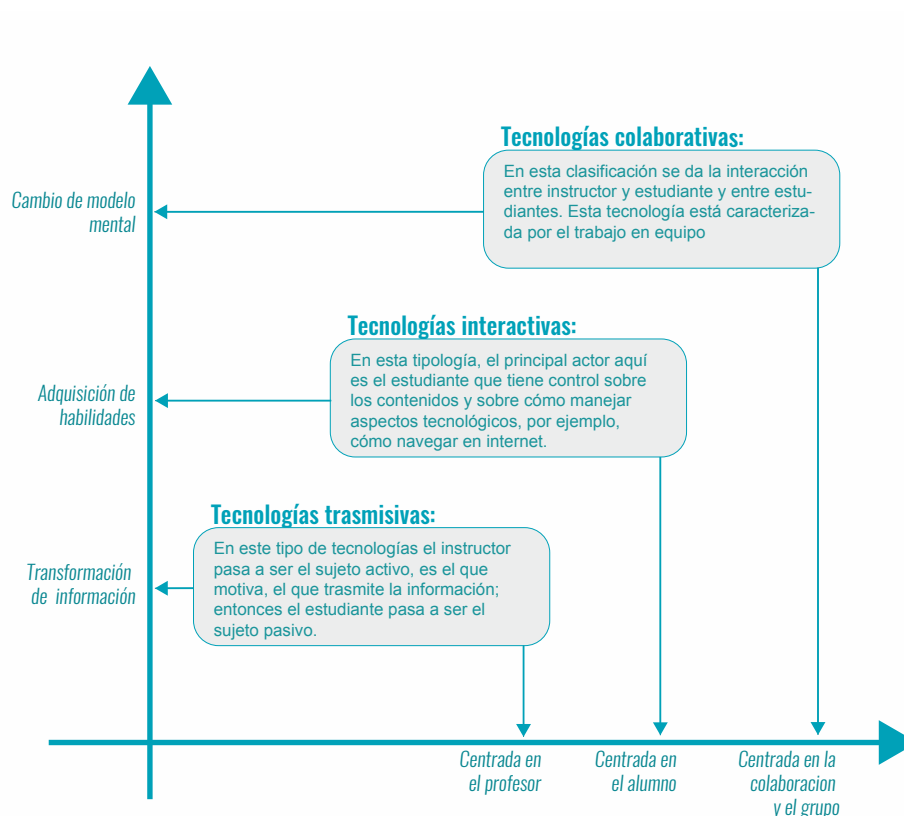 Tecnologías colaborativas:
En esta clasificación se da la interacción
entre instructor y estudiante y entre estu-
diantes. Esta tecnología está caracteriza-
da por el trabajo en equipo
Cambio de modelo
mental
Tecnologías interactivas:
En esta tipología, el principal actor aquí
es el estudiante que tiene control sobre
los contenidos y sobre cómo manejar
aspectos tecnológicos, por ejemplo,
cómo navegar en internet.
Adquisición de
habilidades
Tecnologías trasmisivas:
En este tipo de tecnologías el instructor
pasa a ser el sujeto activo, es el que
motiva, el que trasmite la información;
entonces el estudiante pasa a ser el
sujeto pasivo.
Transformación
de información
Centrada en
el profesor
Centrada en
el alumno
Centrada en la
colaboracion
y el grupo